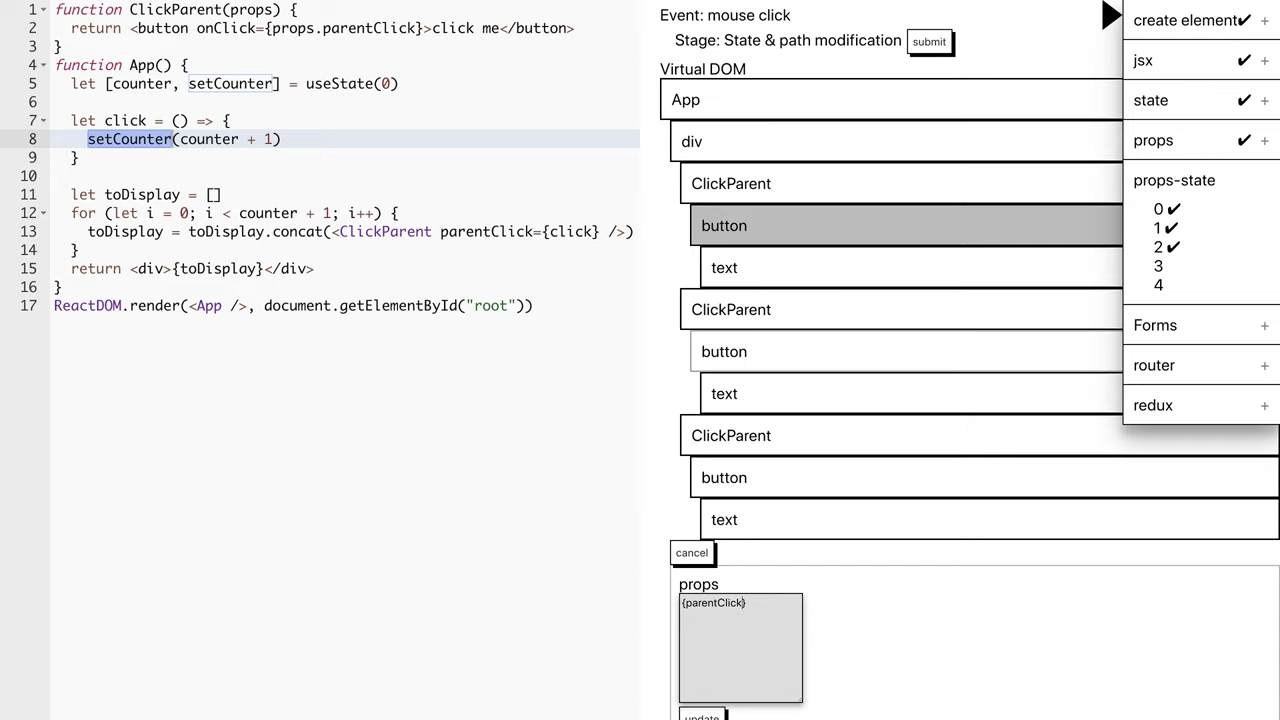 1 function ClickParent(props) {
2 return <button onClick={props.parentClick}>click me</button>
3 }
4 function App() {
5 let [counter, setCounter] = useState(0)
6
7 let click = () => {
8 setCounter(counter + 1)
9 }
10
11 let toDisplay = []
12 for (let i = 0; i < counter + 1; i++) {
13 toDisplay = toDisplay.concat(<ClickParent parentClick={click} />)
14 }
15 return <div>{toDisplay}</div>
16 }
17 ReactDOM.render(<App />, document.getElementById("root"))
Event: mouse click
Stage: State & path modification submit
Virtual DOM
App
div
ClickParent
button
text
ClickParent
button
text
ClickParent
button
text
cancel
props
{parentClick}
update
create element✔ +
jsx ✔ +
state ✔ +
props ✔ +
props-state
0 ✔
1 ✔
2 ✔
3
4
Forms +
router +
redux +